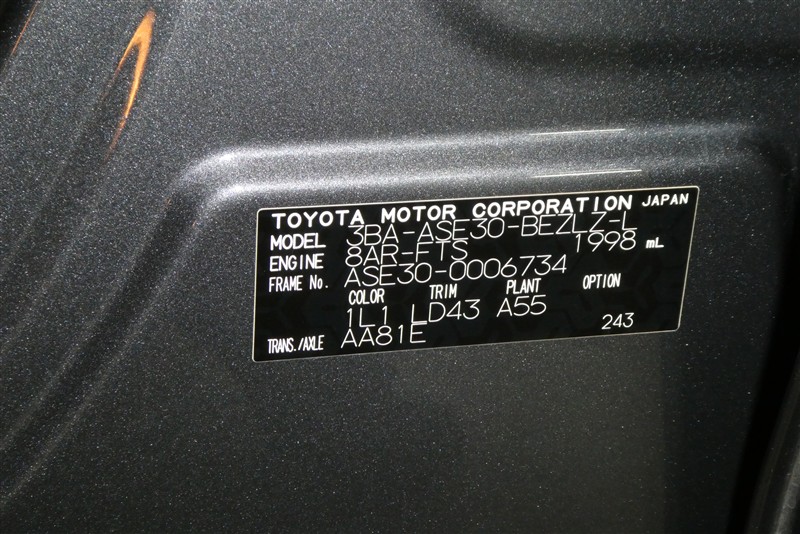 TOYOTA MOTOR CORPORATION JAPAN
MODEL 3BA-ASE30-BEZLZ-L
ENGINE 8AR-FTS 1998 mL
FRAME No. ASE30-0006734
COLOR TRIM PLANT OPTION
1L1 LD43 A55
TRANS./AXLE AA81E 243